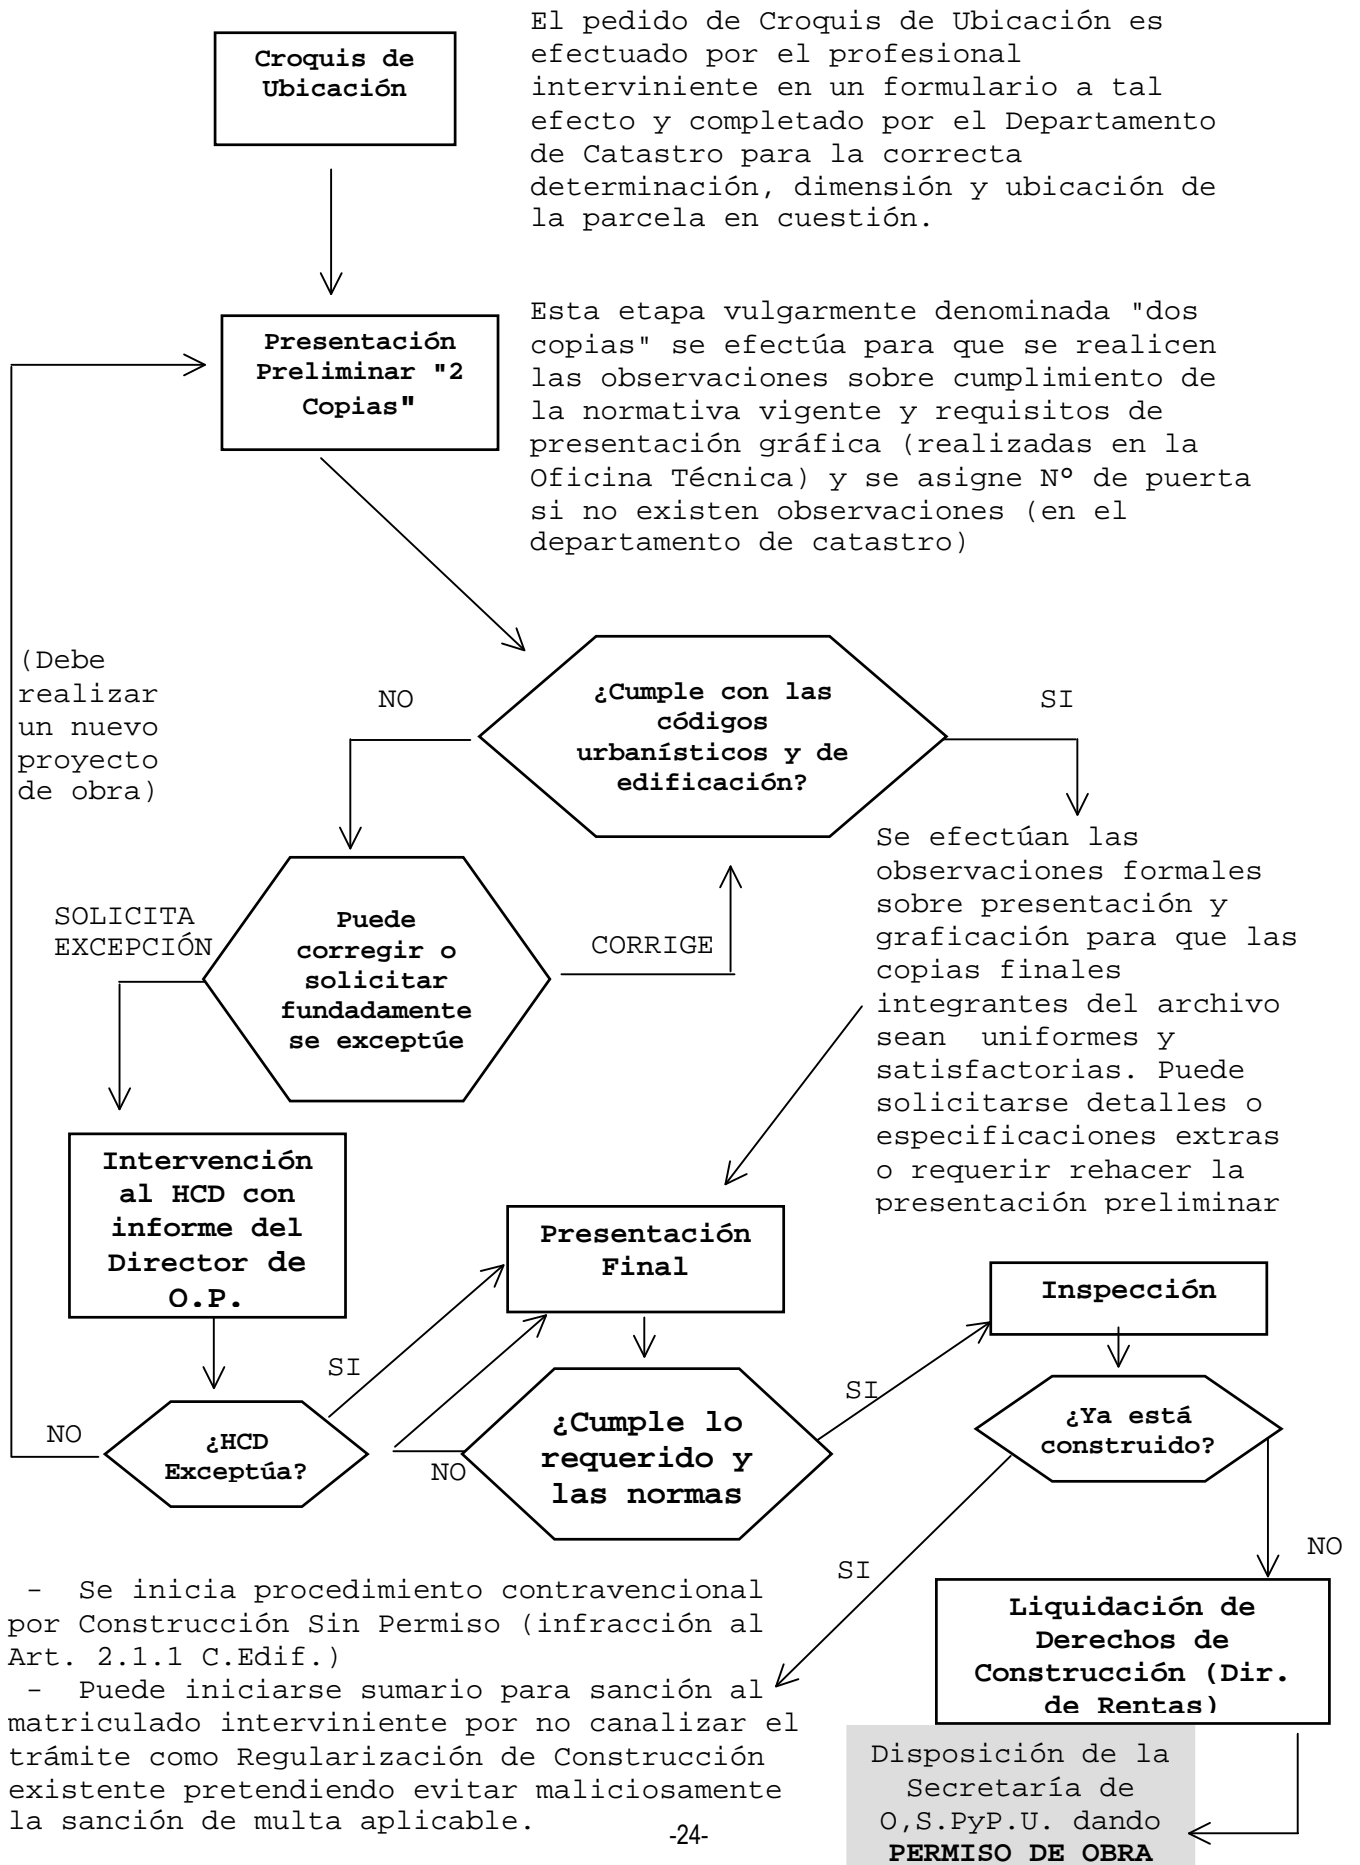 Croquis de
Ubicación
El pedido de Croquis de Ubicación es
efectuado por el profesional
interviniente en un formulario a tal
efecto y completado por el Departamento
de Catastro para la correcta
determinación, dimensión y ubicación de
la parcela en cuestión.
Presentación
Preliminar "2
Copias"
Esta etapa vulgarmente denominada "dos
copias" se efectúa para que se realicen
las observaciones sobre cumplimiento de
la normativa vigente y requisitos de
presentación gráfica (realizadas en la
Oficina Técnica) y se asigne Nº de puerta
si no existen observaciones (en el
departamento de catastro)
(Debe
realizar
un nuevo
proyecto
de obra)
NO
¿Cumple con las
códigos
urbanísticos y de
edificación?
SI
Se efectúan las
observaciones formales
sobre presentación y
graficación para que las
copias finales
integrantes del archivo
sean uniformes y
satisfactorias. Puede
solicitarse detalles o
especificaciones extras
o requerir rehacer la
presentación preliminar
SOLICITA
EXCEPCIÓN
Puede
corregir o
solicitar
fundadamente
se exceptúe
CORRIGE
Intervención
al HCD con
informe del
Director de
O.P.
Presentación
Final
Inspección
SI
NO
¿HCD
Exceptúa?
NO
¿Cumple lo
requerido y
las normas
SI
¿Ya está
construido?
SI
NO
Liquidación de
Derechos de
Construcción (Dir.
de Rentas)
- Se inicia procedimiento contravencional
por Construcción Sin Permiso (infracción al
Art. 2.1.1 C.Edif.)
- Puede iniciarse sumario para sanción al
matriculado interviniente por no canalizar el
trámite como Regularización de Construcción
existente pretendiendo evitar maliciosamente
la sanción de multa aplicable.
Disposición de la
Secretaría de
O,S.PyP.U. dando
PERMISO DE OBRA
-24-